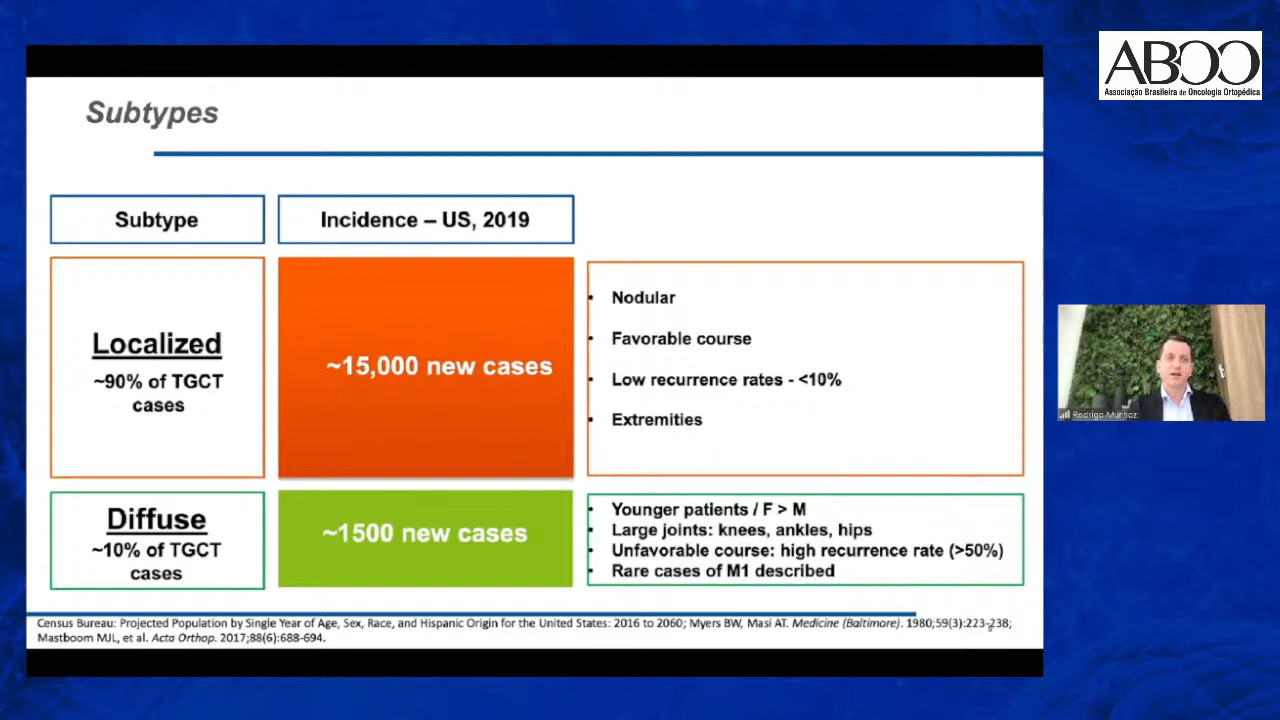 ABOO
Associação Brasileira de Oncologia Ortopédica
Subtypes
Subtype
Incidence – US, 2019
Localized
~90% of TGCT
cases
~15,000 new cases
• Nodular
• Favorable course
• Low recurrence rates - <10%
• Extremities
Diffuse
~10% of TGCT
cases
~1500 new cases
• Younger patients / F > M
• Large joints: knees, ankles, hips
• Unfavorable course: high recurrence rate (>50%)
• Rare cases of M1 described
Census Bureau: Projected Population by Single Year of Age, Sex, Race, and Hispanic Origin for the United States: 2016 to 2060; Myers BW, Masi AT. Medicine (Baltimore). 1980;59(3):223-238;
Mastboom MJL, et al. Acta Orthop. 2017;88(6):688-694.
Rodrigo Munhoz